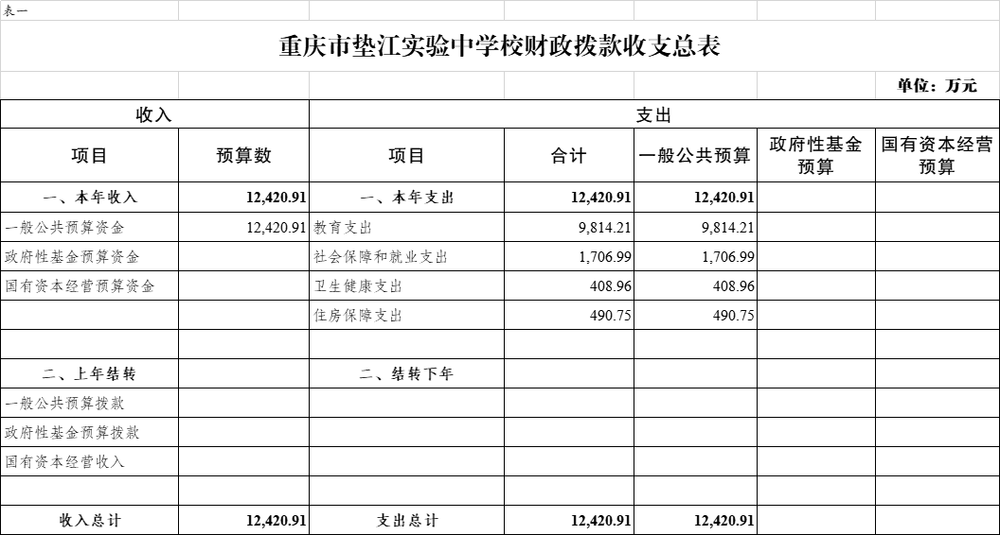 表一
重庆市垫江实验中学校财政拨款收支总表
单位：万元
收入 支出
项目 预算数 项目 合计 一般公共预算 政府性基金预算 国有资本经营预算
一、本年收入 12,420.91 一、本年支出 12,420.91 12,420.91
一般公共预算资金 12,420.91 教育支出 9,814.21 9,814.21
政府性基金预算资金 社会保障和就业支出 1,706.99 1,706.99
国有资本经营预算资金 卫生健康支出 408.96 408.96
住房保障支出 490.75 490.75
二、上年结转 二、结转下年
一般公共预算拨款
政府性基金预算拨款
国有资本经营收入
收入总计 12,420.91 支出总计 12,420.91 12,420.91